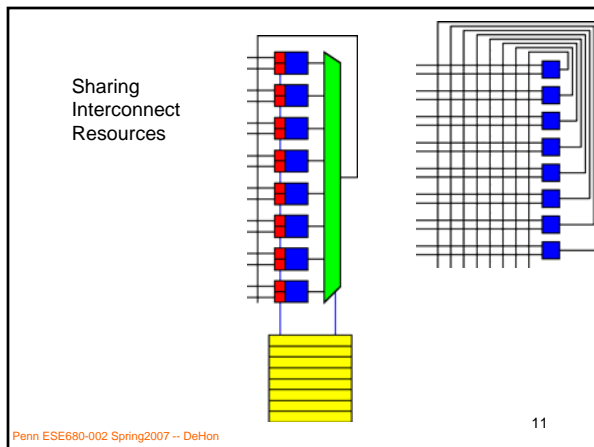 Sharing
Interconnect
Resources
Penn ESE680-002 Spring2007 -- DeHon
11